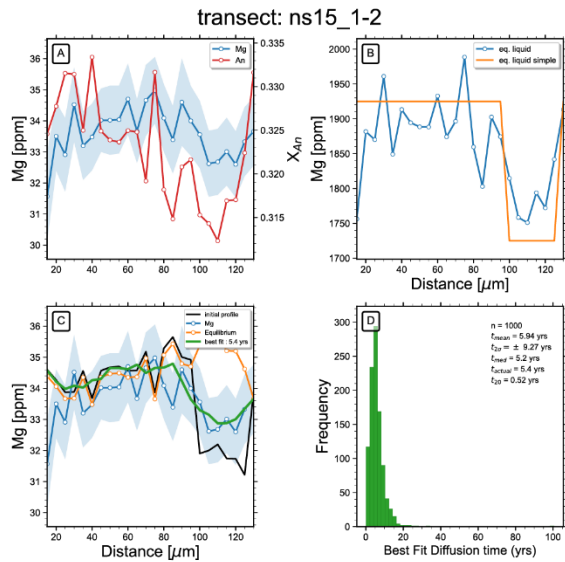 transect: ns15_1-2
A
Mg
An
Mg [ppm]
36
35
34
33
32
31
30
0.335
0.330
0.325
0.320
0.315
X_An
20 40 60 80 100 120
B
eq. liquid
eq. liquid simple
Mg [ppm]
2000
1950
1900
1850
1800
1750
1700
20 40 60 80 100 120
Distance [μm]
C
initial profile
Mg
Equilibrium
best fit : 5.4 yrs
Mg [ppm]
36
35
34
33
32
31
30
20 40 60 80 100 120
Distance [μm]
D
n = 1000
t_mean = 5.94 yrs
t_2σ = ± 9.27 yrs
t_med = 5.2 yrs
t_actual = 5.4 yrs
t_20 = 0.52 yrs
Frequency
300
250
200
150
100
50
0
0 20 40 60 80 100
Best Fit Diffusion time (yrs)